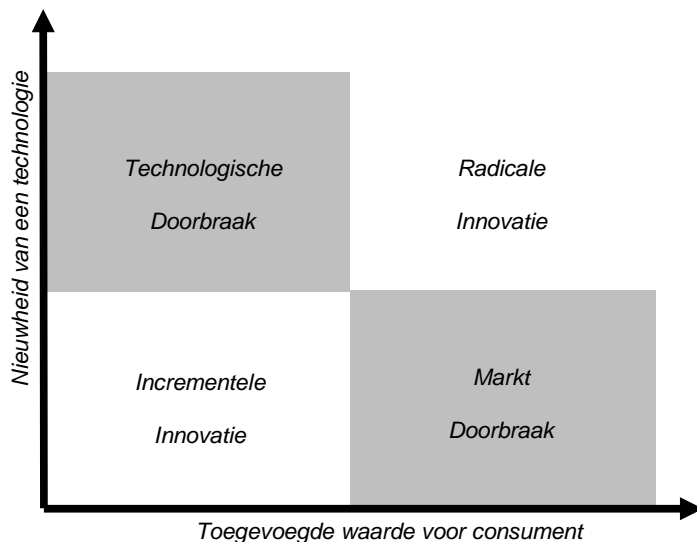 Nieuwheid van een technologie
Technologische
Doorbraak
Radicale
Innovatie
Incrementele
Innovatie
Markt
Doorbraak
Toegevoegde waarde voor consument